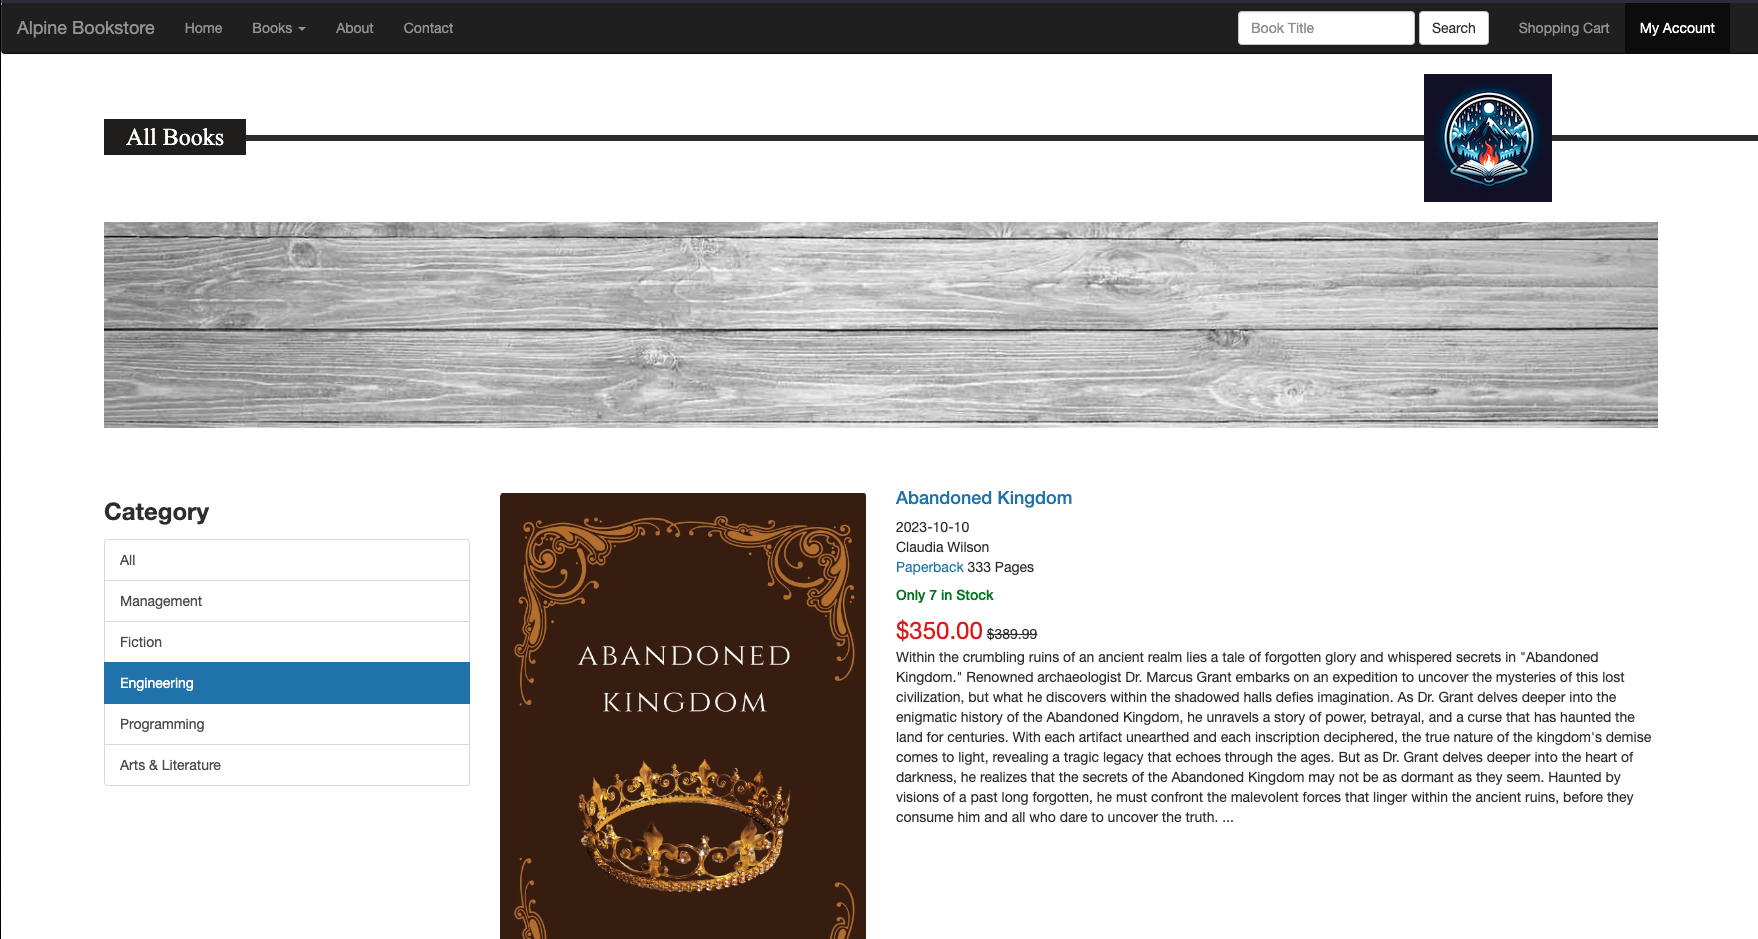 Alpine Bookstore Home Books About Contact Book Title Search Shopping Cart My Account
All Books
Category
All
Management
Fiction
Engineering
Programming
Arts & Literature
ABANDONED
KINGDOM
Abandoned Kingdom
2023-10-10
Claudia Wilson
Paperback 333 Pages
Only 7 in Stock
$350.00 $389.99
Within the crumbling ruins of an ancient realm lies a tale of forgotten glory and whispered secrets in "Abandoned
Kingdom." Renowned archaeologist Dr. Marcus Grant embarks on an expedition to uncover the mysteries of this lost
civilization, but what he discovers within the shadowed halls defies imagination. As Dr. Grant delves deeper into the
enigmatic history of the Abandoned Kingdom, he unravels a story of power, betrayal, and a curse that has haunted the
land for centuries. With each artifact unearthed and each inscription deciphered, the true nature of the kingdom's demise
comes to light, revealing a tragic legacy that echoes through the ages. But as Dr. Grant delves deeper into the heart of
darkness, he realizes that the secrets of the Abandoned Kingdom may not be as dormant as they seem. Haunted by
visions of a past long forgotten, he must confront the malevolent forces that linger within the ancient ruins, before they
consume him and all who dare to uncover the truth. ...